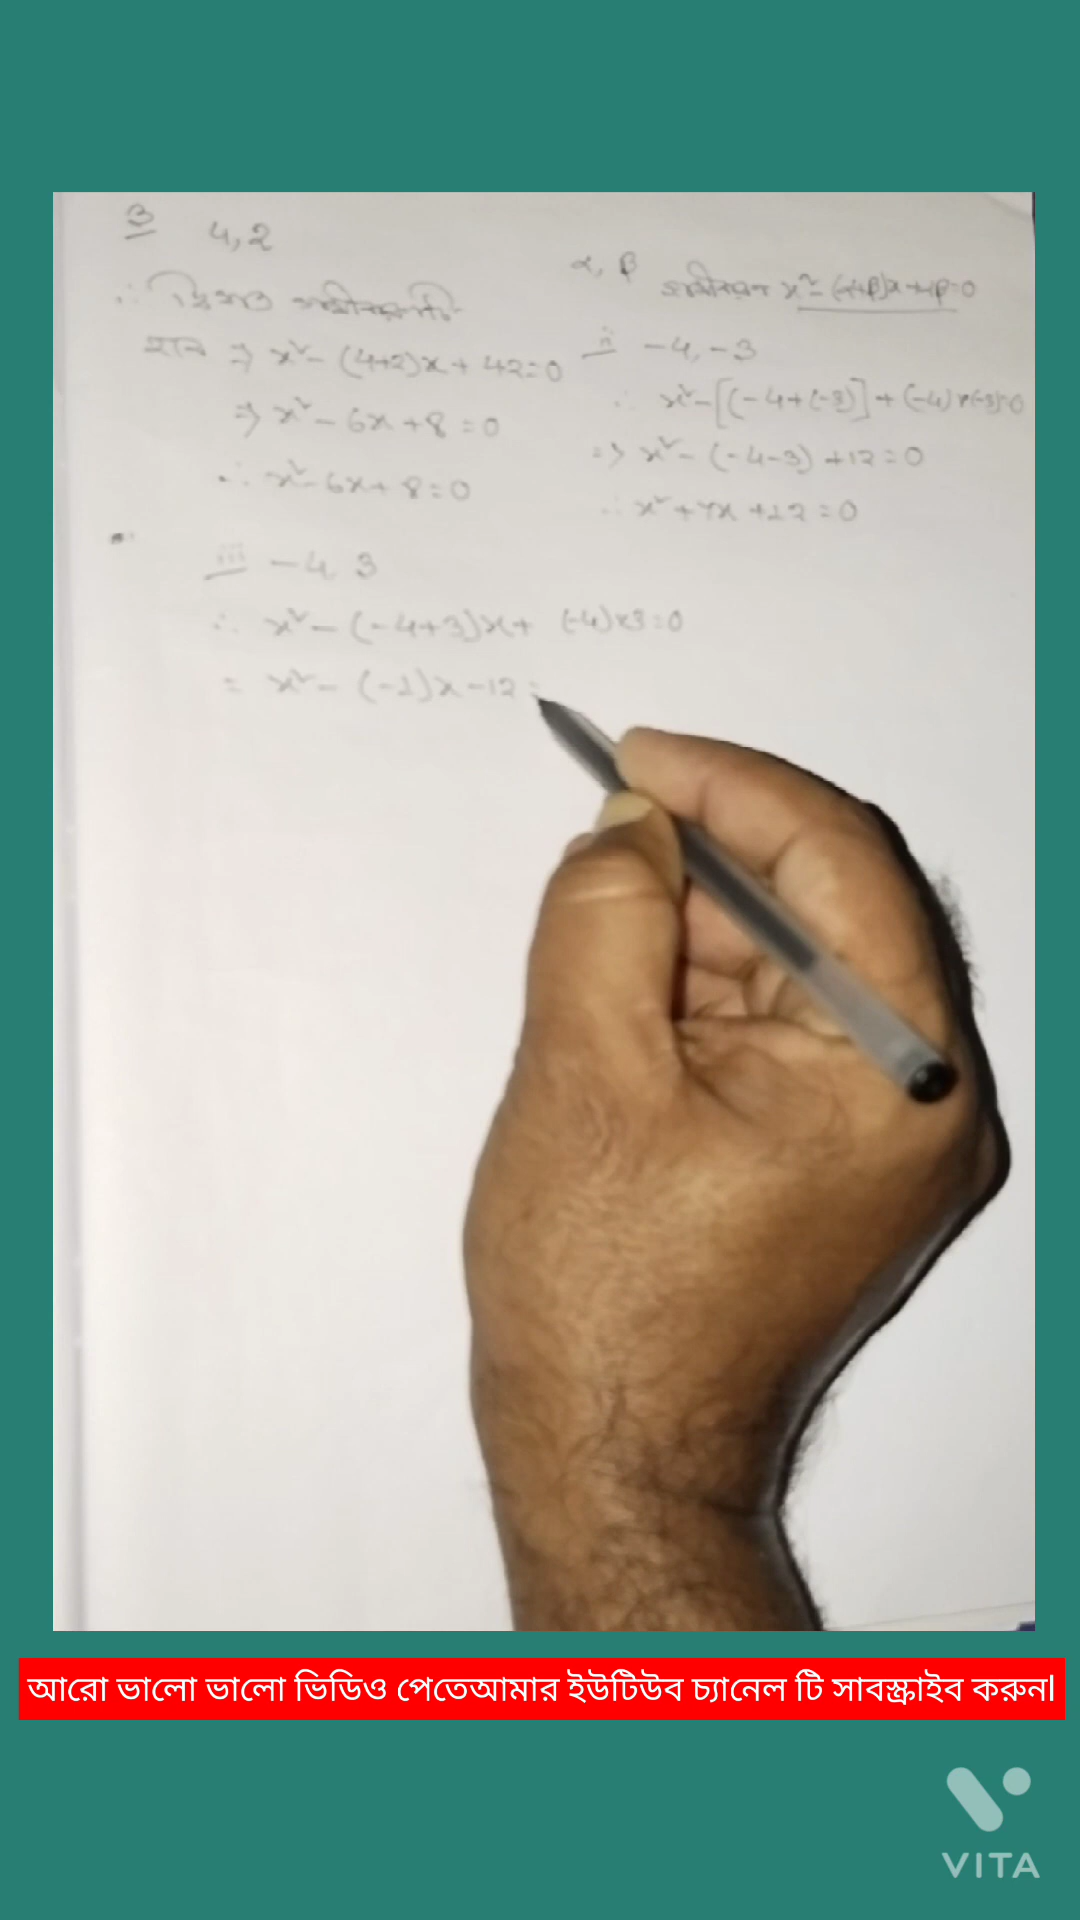 ৩ 4, 2
∴ দ্বিঘাত সমীকরণটি
হবে ⇒ x² - (4+2)x + 42=0
⇒ x² - 6x + 8 = 0
∴ x² - 6x + 8 = 0
α, β সমীকরণ x² - (α+β)x + αβ=0
ii -4, -3
∴ x² - [(-4+(-3)] + (-4)×(-3)=0
=> x² - (-4-3) +12 = 0
∴ x² + 7x + 12 = 0
iii -4, 3
∴ x² - (-4+3)x + (-4)×3=0
= x² - (-1)x - 12 =
আরো ভালো ভালো ভিডিও পেতেআমার ইউটিউব চ্যানেল টি সাবস্ক্রাইব করুন।
VITA